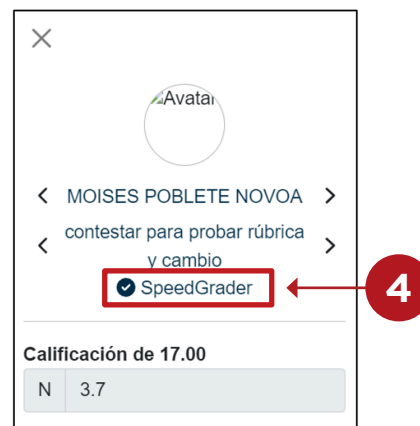 Avatar
MOISES POBLETE NOVOA
contestar para probar rúbrica
y cambio
SpeedGrader
4
Calificación de 17.00
N 3.7